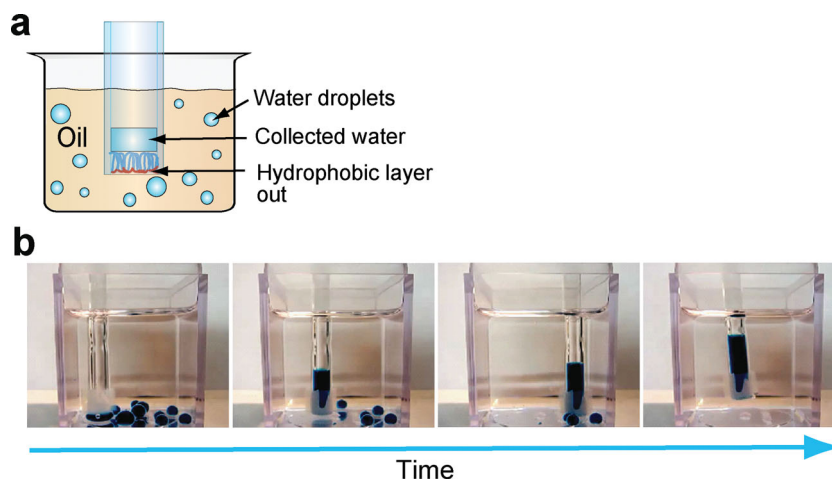 a
Water droplets
Oil
Collected water
Hydrophobic layer
out
b
Time